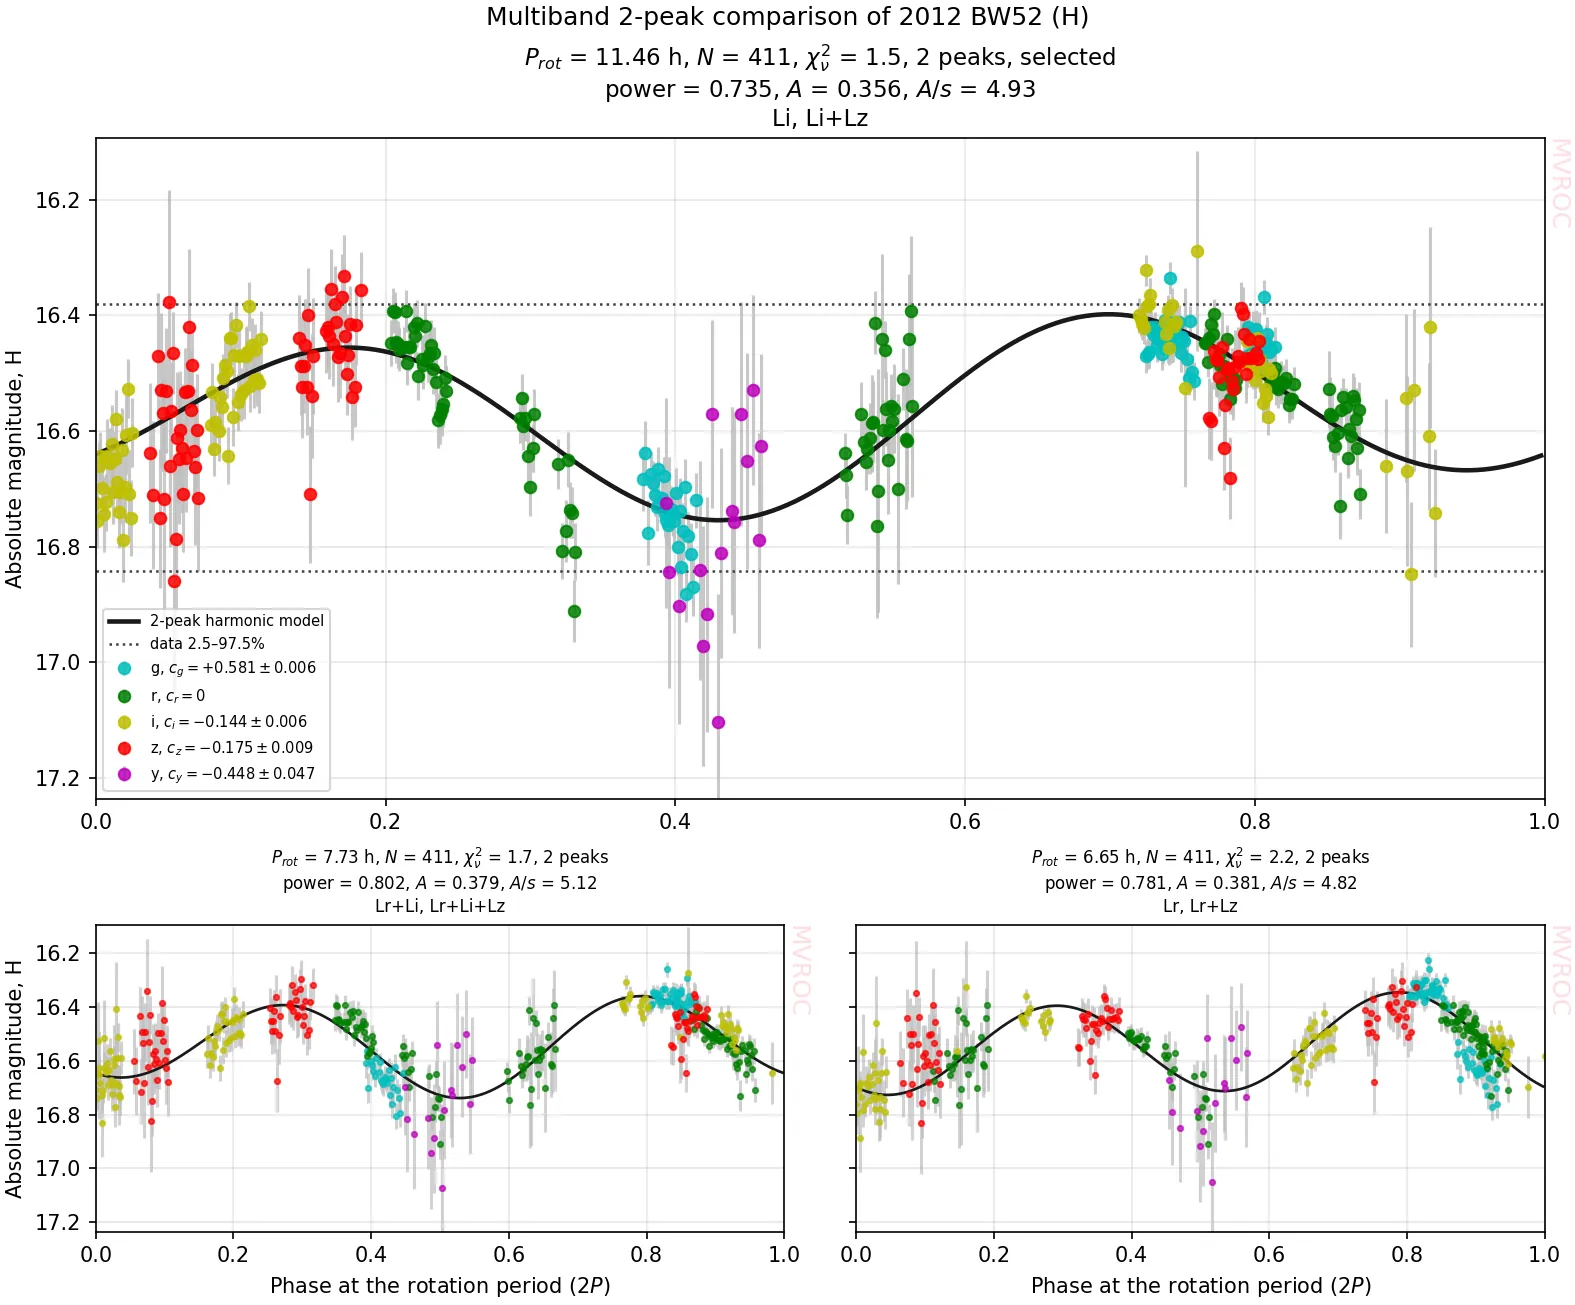 Multiband 2-peak comparison of 2012 BW52 (H)
P_rot = 11.46 h, N = 411, χ²_ν = 1.5, 2 peaks, selected
power = 0.735, A = 0.356, A/s = 4.93
Li, Li+Lz
MVROC
Absolute magnitude, H
16.2
16.4
16.6
16.8
17.0
17.2
2-peak harmonic model
data 2.5–97.5%
g, c_g = +0.581 ± 0.006
r, c_r = 0
i, c_i = −0.144 ± 0.006
z, c_z = −0.175 ± 0.009
y, c_y = −0.448 ± 0.047
0.0 0.2 0.4 0.6 0.8 1.0
P_rot = 7.73 h, N = 411, χ²_ν = 1.7, 2 peaks
power = 0.802, A = 0.379, A/s = 5.12
Lr+Li, Lr+Li+Lz
MVROC
Absolute magnitude, H
16.2
16.4
16.6
16.8
17.0
17.2
0.0 0.2 0.4 0.6 0.8 1.0
Phase at the rotation period (2P)
P_rot = 6.65 h, N = 411, χ²_ν = 2.2, 2 peaks
power = 0.781, A = 0.381, A/s = 4.82
Lr, Lr+Lz
MVROC
0.0 0.2 0.4 0.6 0.8 1.0
Phase at the rotation period (2P)